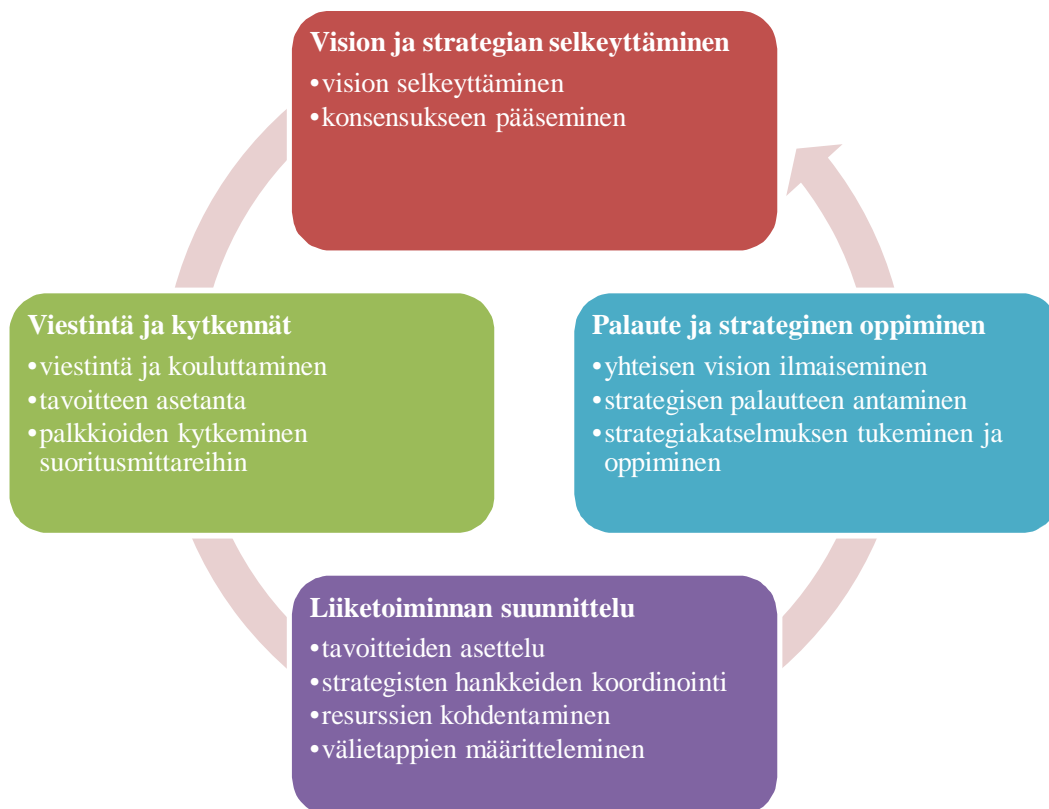 Vision ja strategian selkeyttäminen
•vision selkeyttäminen
•konsensukseen pääseminen
Viestintä ja kytkennät
•viestintä ja kouluttaminen
•tavoitteen asetanta
•palkkioiden kytkeminen
suoritusmittareihin
Palaute ja strateginen oppiminen
•yhteisen vision ilmaiseminen
•strategisen palautteen antaminen
•strategiakatselmuksen tukeminen ja
oppiminen
Liiketoiminnan suunnittelu
•tavoitteiden asettelu
•strategisten hankkeiden koordinointi
•resurssien kohdentaminen
•välietappien määritteleminen